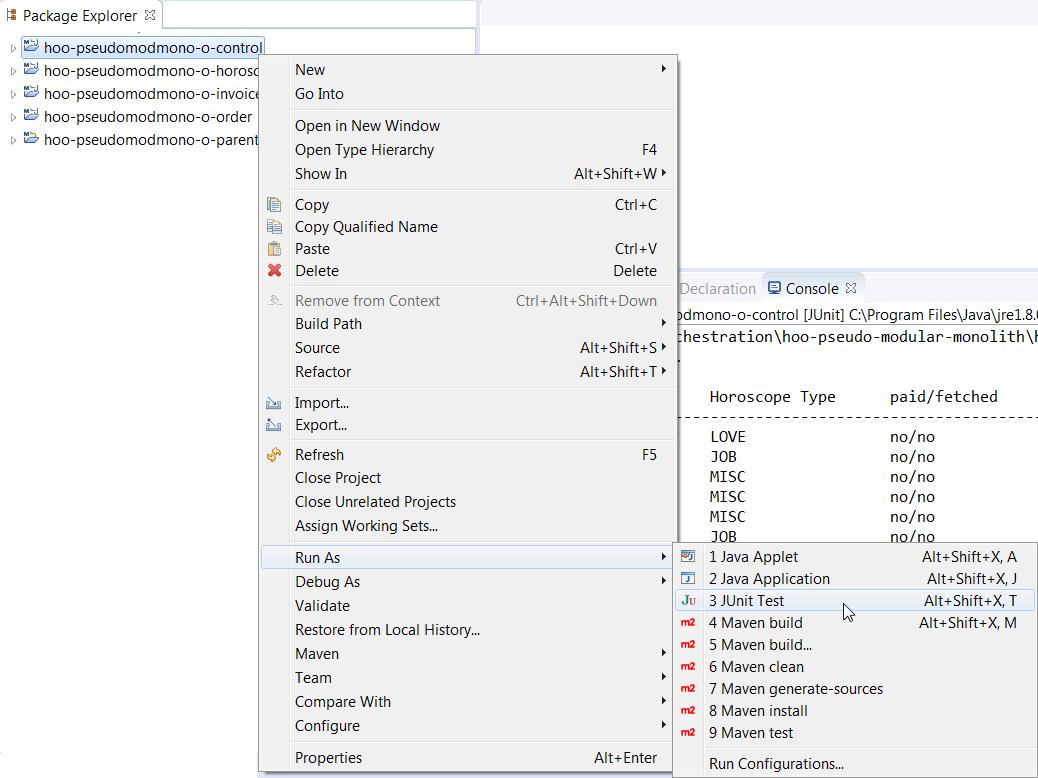 Package Explorer
hoo-pseudomodmono-o-control
hoo-pseudomodmono-o-horosc
hoo-pseudomodmono-o-invoice
hoo-pseudomodmono-o-order
hoo-pseudomodmono-o-parent
New
Go Into
Open in New Window
Open Type Hierarchy F4
Show In Alt+Shift+W
Copy Ctrl+C
Copy Qualified Name
Paste Ctrl+V
Delete Delete
Remove from Context Ctrl+Alt+Shift+Down
Build Path
Source Alt+Shift+S
Refactor Alt+Shift+T
Import...
Export...
Refresh F5
Close Project
Close Unrelated Projects
Assign Working Sets...
Run As
Debug As
Validate
Restore from Local History...
Maven
Team
Compare With
Configure
Properties Alt+Enter
Declaration Console
odmono-o-control [JUnit] C:\Program Files\Java\jre1.8.0
chestration\hoo-pseudo-modular-monolith\h
Horoscope Type paid/fetched
LOVE no/no
JOB no/no
MISC no/no
MISC no/no
MISC no/no
JOB no/no
1 Java Applet Alt+Shift+X, A
2 Java Application Alt+Shift+X, J
Ju 3 JUnit Test Alt+Shift+X, T
m2 4 Maven build Alt+Shift+X, M
m2 5 Maven build...
m2 6 Maven clean
m2 7 Maven generate-sources
m2 8 Maven install
m2 9 Maven test
Run Configurations...